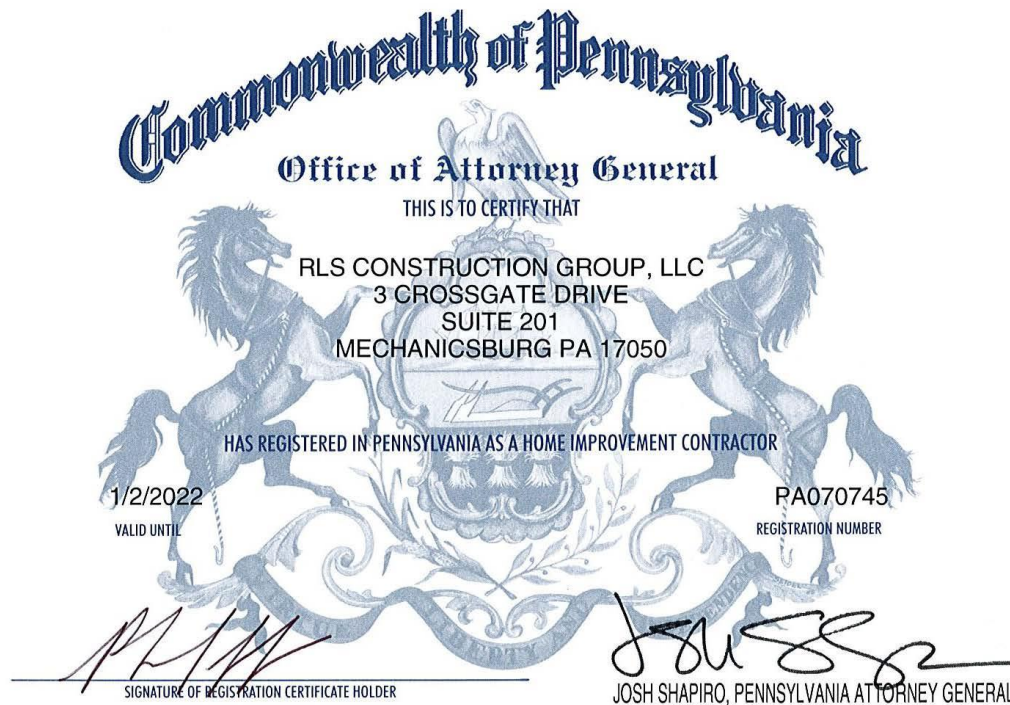 Commonwealth of Pennsylvania
Office of Attorney General
THIS IS TO CERTIFY THAT
RLS CONSTRUCTION GROUP, LLC
3 CROSSGATE DRIVE
SUITE 201
MECHANICSBURG PA 17050
HAS REGISTERED IN PENNSYLVANIA AS A HOME IMPROVEMENT CONTRACTOR
1/2/2022
PA070745
VALID UNTIL
REGISTRATION NUMBER
LIBERTY AND
SIGNATURE OF REGISTRATION CERTIFICATE HOLDER
JOSH SHAPIRO, PENNSYLVANIA ATTORNEY GENERAL